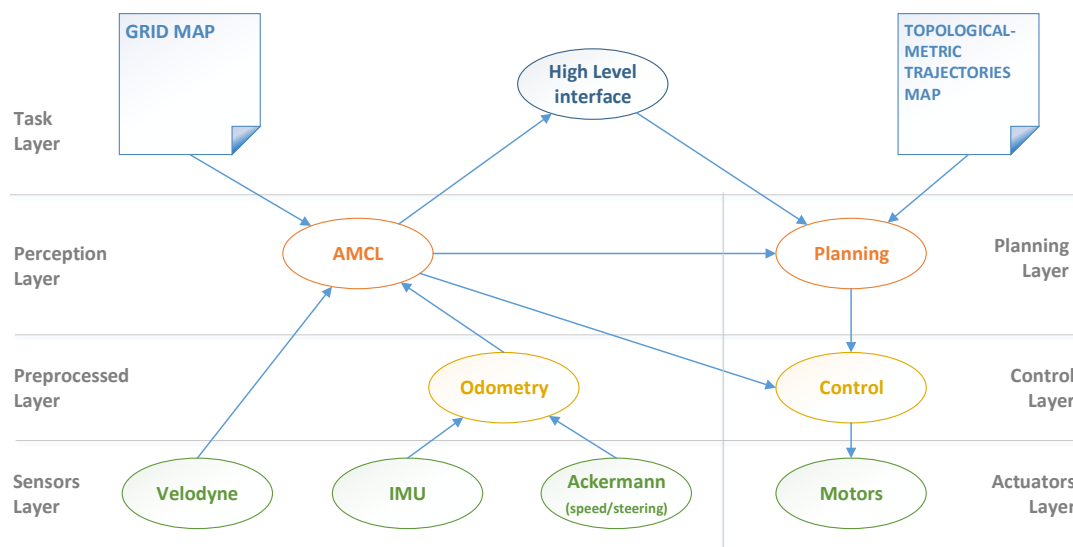 GRID MAP
TOPOLOGICAL-
METRIC
TRAJECTORIES
MAP
High Level
interface
Task
Layer
Perception
Layer
AMCL
Planning
Planning
Layer
Preprocessed
Layer
Odometry
Control
Control
Layer
Sensors
Layer
Velodyne
IMU
Ackermann
(speed/steering)
Motors
Actuators
Layer